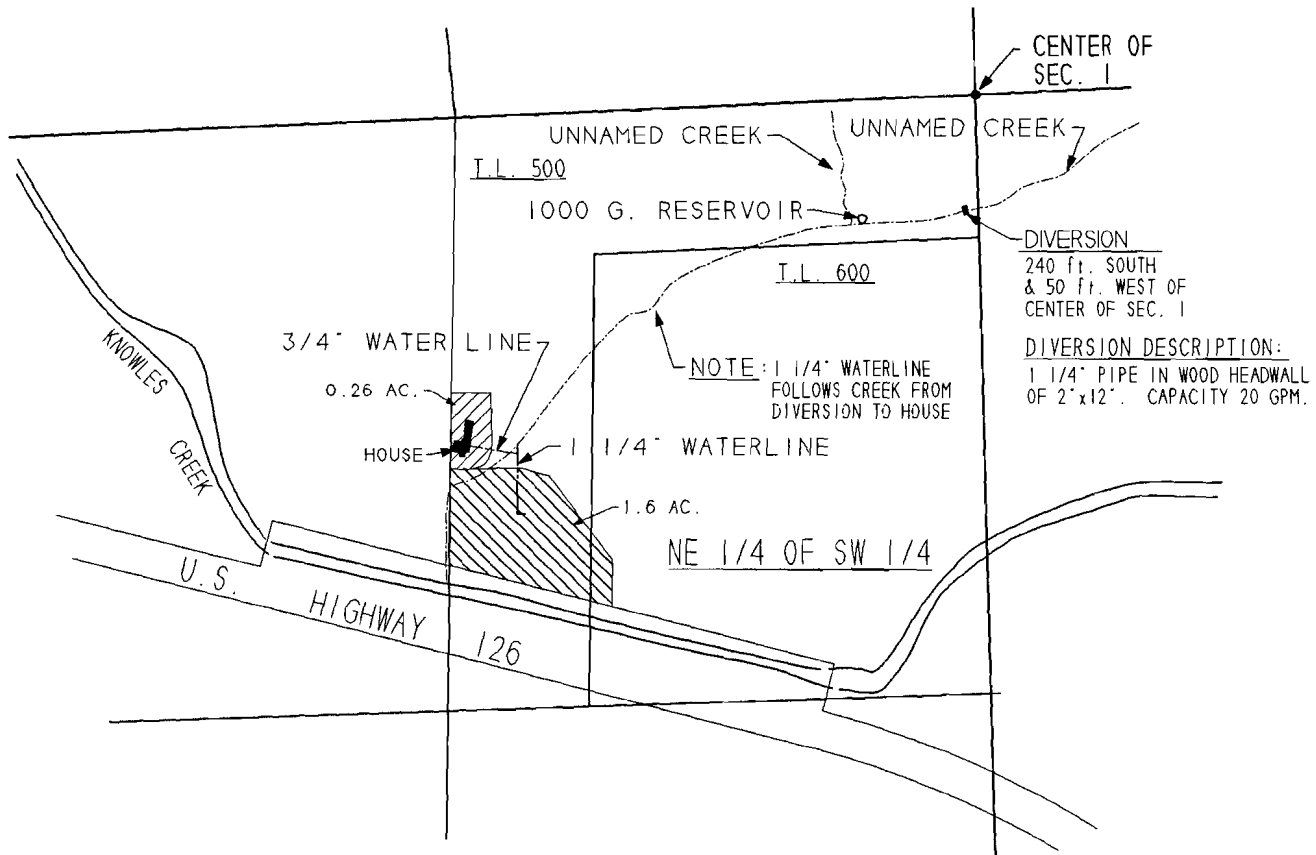 CENTER OF
SEC. 1
UNNAMED CREEK
UNNAMED CREEK
T.L. 500
1000 G. RESERVOIR
DIVERSION
240 ft. SOUTH
& 50 ft. WEST OF
CENTER OF SEC. 1
T.L. 600
DIVERSION DESCRIPTION:
1 1/4" PIPE IN WOOD HEADWALL
OF 2"x12". CAPACITY 20 GPM.
3/4" WATER LINE
NOTE: 1 1/4" WATERLINE
FOLLOWS CREEK FROM
DIVERSION TO HOUSE
KNOWLES
CREEK
0.26 AC.
HOUSE
1 1/4" WATERLINE
1.6 AC.
NE 1/4 OF SW 1/4
U.S. HIGHWAY 126